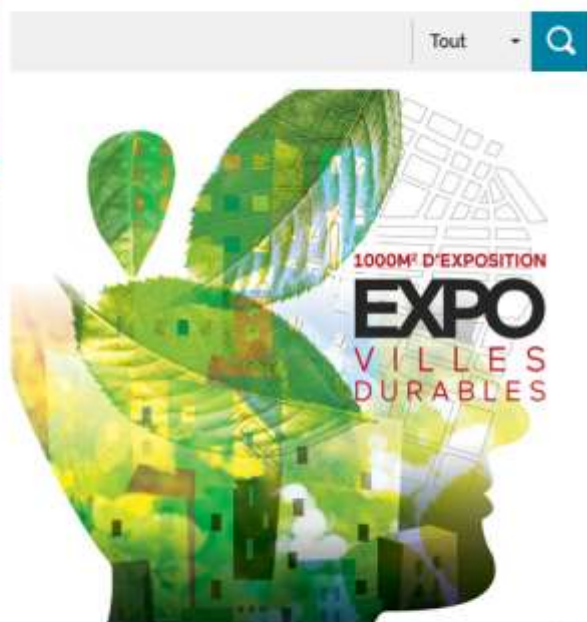 Tout
1000M² D'EXPOSITION
EXPO
VILLES
DURABLES